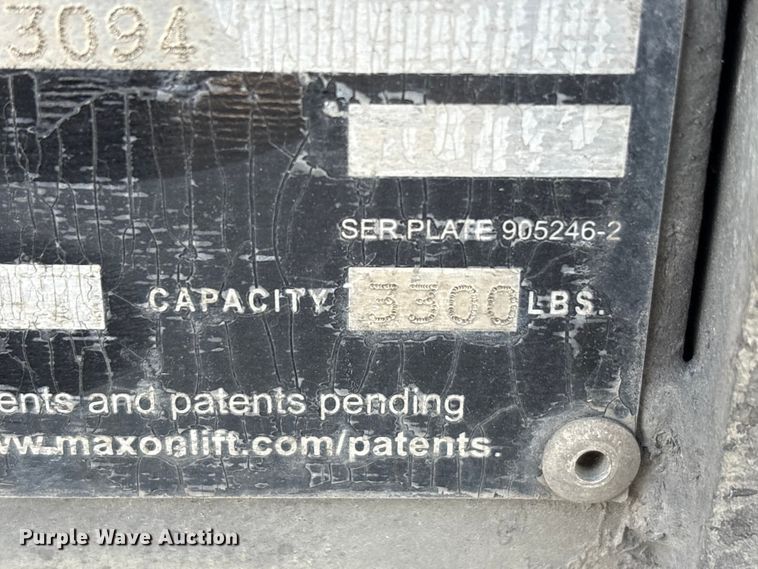 3094
SER.PLATE 905246-2
CAPACITY 3300 LBS.
ents and patents pending
ww.maxonlift.com/patents.
Purple Wave Auction